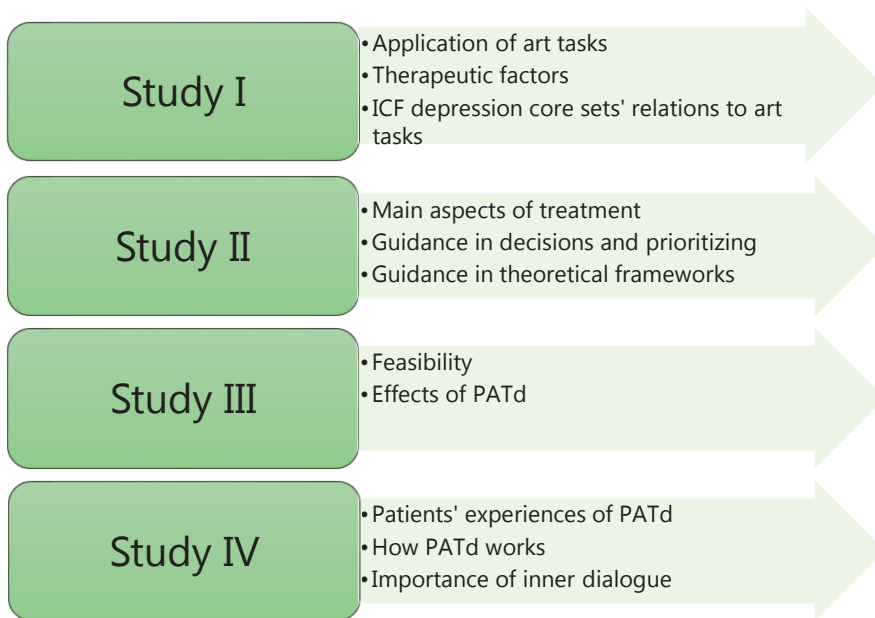 Study I
•Application of art tasks
•Therapeutic factors
•ICF depression core sets' relations to art
tasks
Study II
•Main aspects of treatment
•Guidance in decisions and prioritizing
•Guidance in theoretical frameworks
Study III
•Feasibility
•Effects of PATd
Study IV
•Patients' experiences of PATd
•How PATd works
•Importance of inner dialogue